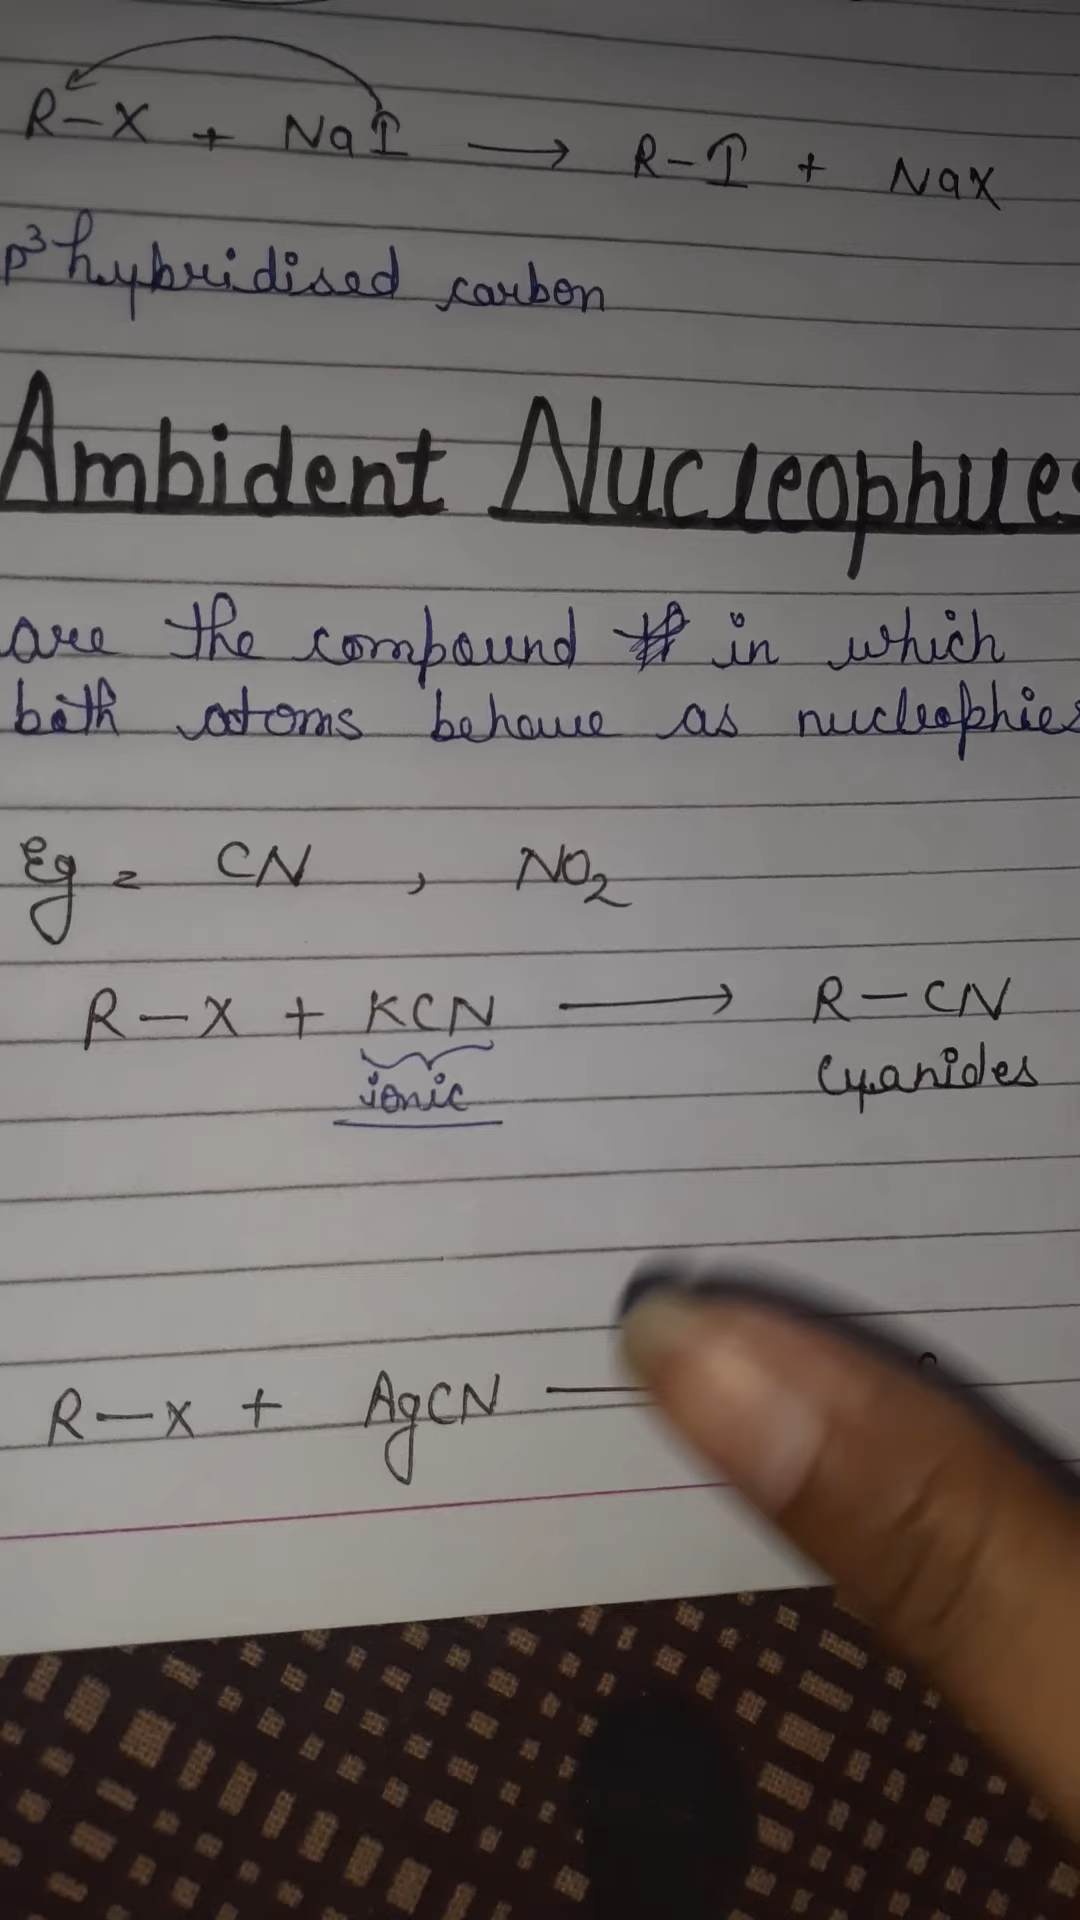 R-X + NaI → R-I + NaX
p³ hybridised carbon
Ambident Nucleophiles
are the compound in which
both atoms behave as nucleophies
Eg = CN , NO₂
R-X + KCN → R-CN
ionic
Cyanides
R-X + AgCN